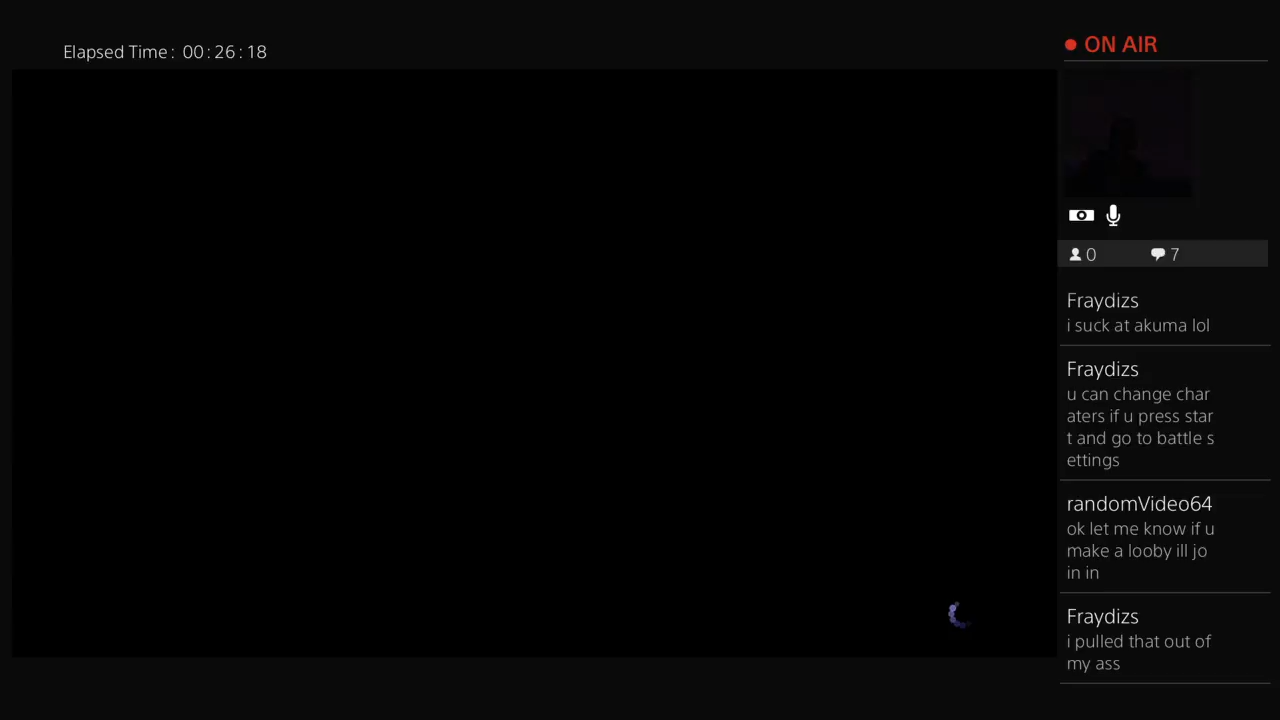 Elapsed Time: 00:26:18
ON AIR
0 7
Fraydizs
i suck at akuma lol
Fraydizs
u can change char
aters if u press star
t and go to battle s
ettings
randomVideo64
ok let me know if u
make a looby ill jo
in in
Fraydizs
i pulled that out of
my ass